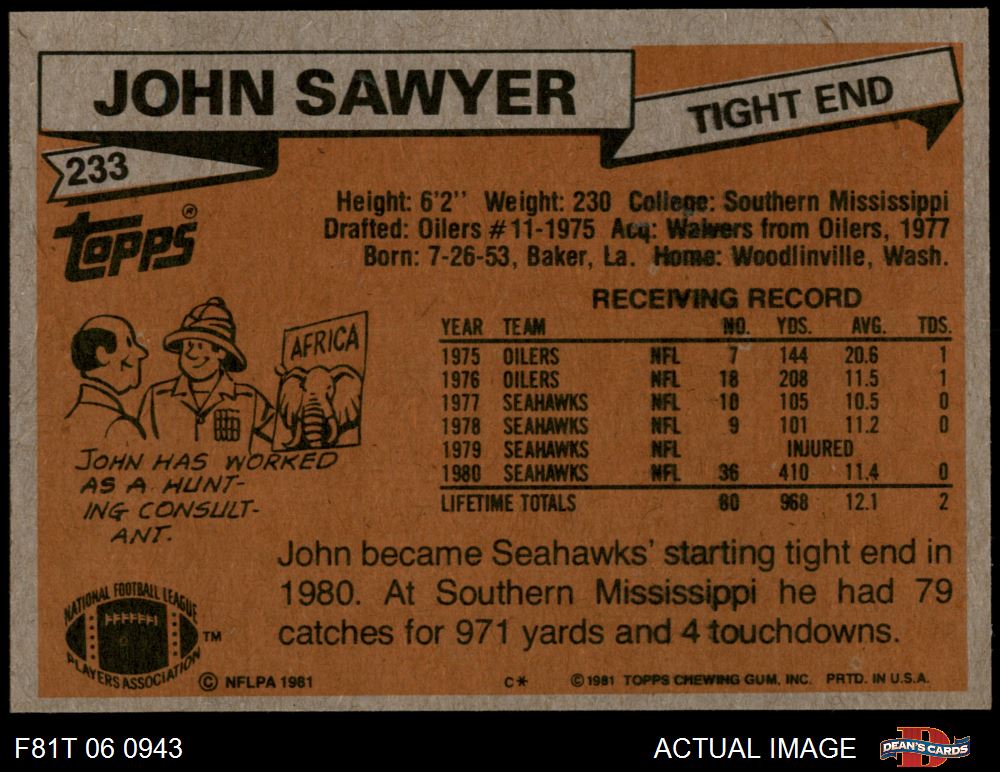 JOHN SAWYER
TIGHT END
233
TOPPS®
Height: 6'2'' Weight: 230 College: Southern Mississippi
Drafted: Oilers #11-1975 Acq: Waivers from Oilers, 1977
Born: 7-26-53, Baker, La. Home: Woodlinville, Wash.
RECEIVING RECORD
YEAR TEAM NO. YDS. AVG. TDS.
1975 OILERS NFL 7 144 20.6 1
1976 OILERS NFL 18 208 11.5 1
1977 SEAHAWKS NFL 10 105 10.5 0
1978 SEAHAWKS NFL 9 101 11.2 0
1979 SEAHAWKS NFL INJURED
1980 SEAHAWKS NFL 36 410 11.4 0
LIFETIME TOTALS 80 968 12.1 2
AFRICA
JOHN HAS WORKED
AS A HUNT-
ING CONSULT-
ANT.
John became Seahawks' starting tight end in
1980. At Southern Mississippi he had 79
catches for 971 yards and 4 touchdowns.
NATIONAL FOOTBALL LEAGUE
PLAYERS ASSOCIATION
TM
© NFLPA 1981
C*
© 1981 TOPPS CHEWING GUM, INC. PRTD. IN U.S.A.
F81T 06 0943
ACTUAL IMAGE
D
DEAN'S CARDS